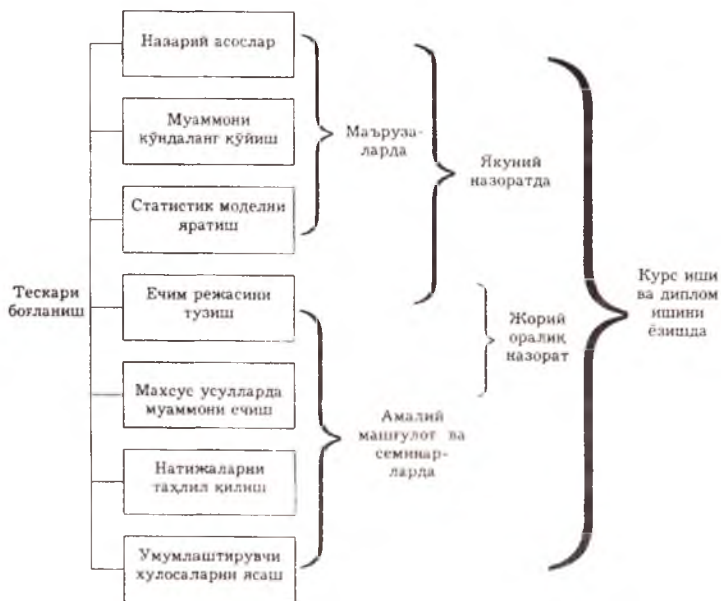 Назарий асослар
Муаммони
кўндаланг қўйиш
Статистик моделни
яратиш
Тескари
боғланиш
Ечим режасини
тузиш
Махсус усулларда
муаммони ечиш
Натижаларни
таҳлил қилиш
Умумлаштирувчи
хулосаларни ясаш
Маъруза-
ларда
Амалий
машғулот ва
семинар-
ларда
Якуний
назоратда
Жорий
оралиқ
назорат
Курс иши
ва диплом
ишини
ёзишда